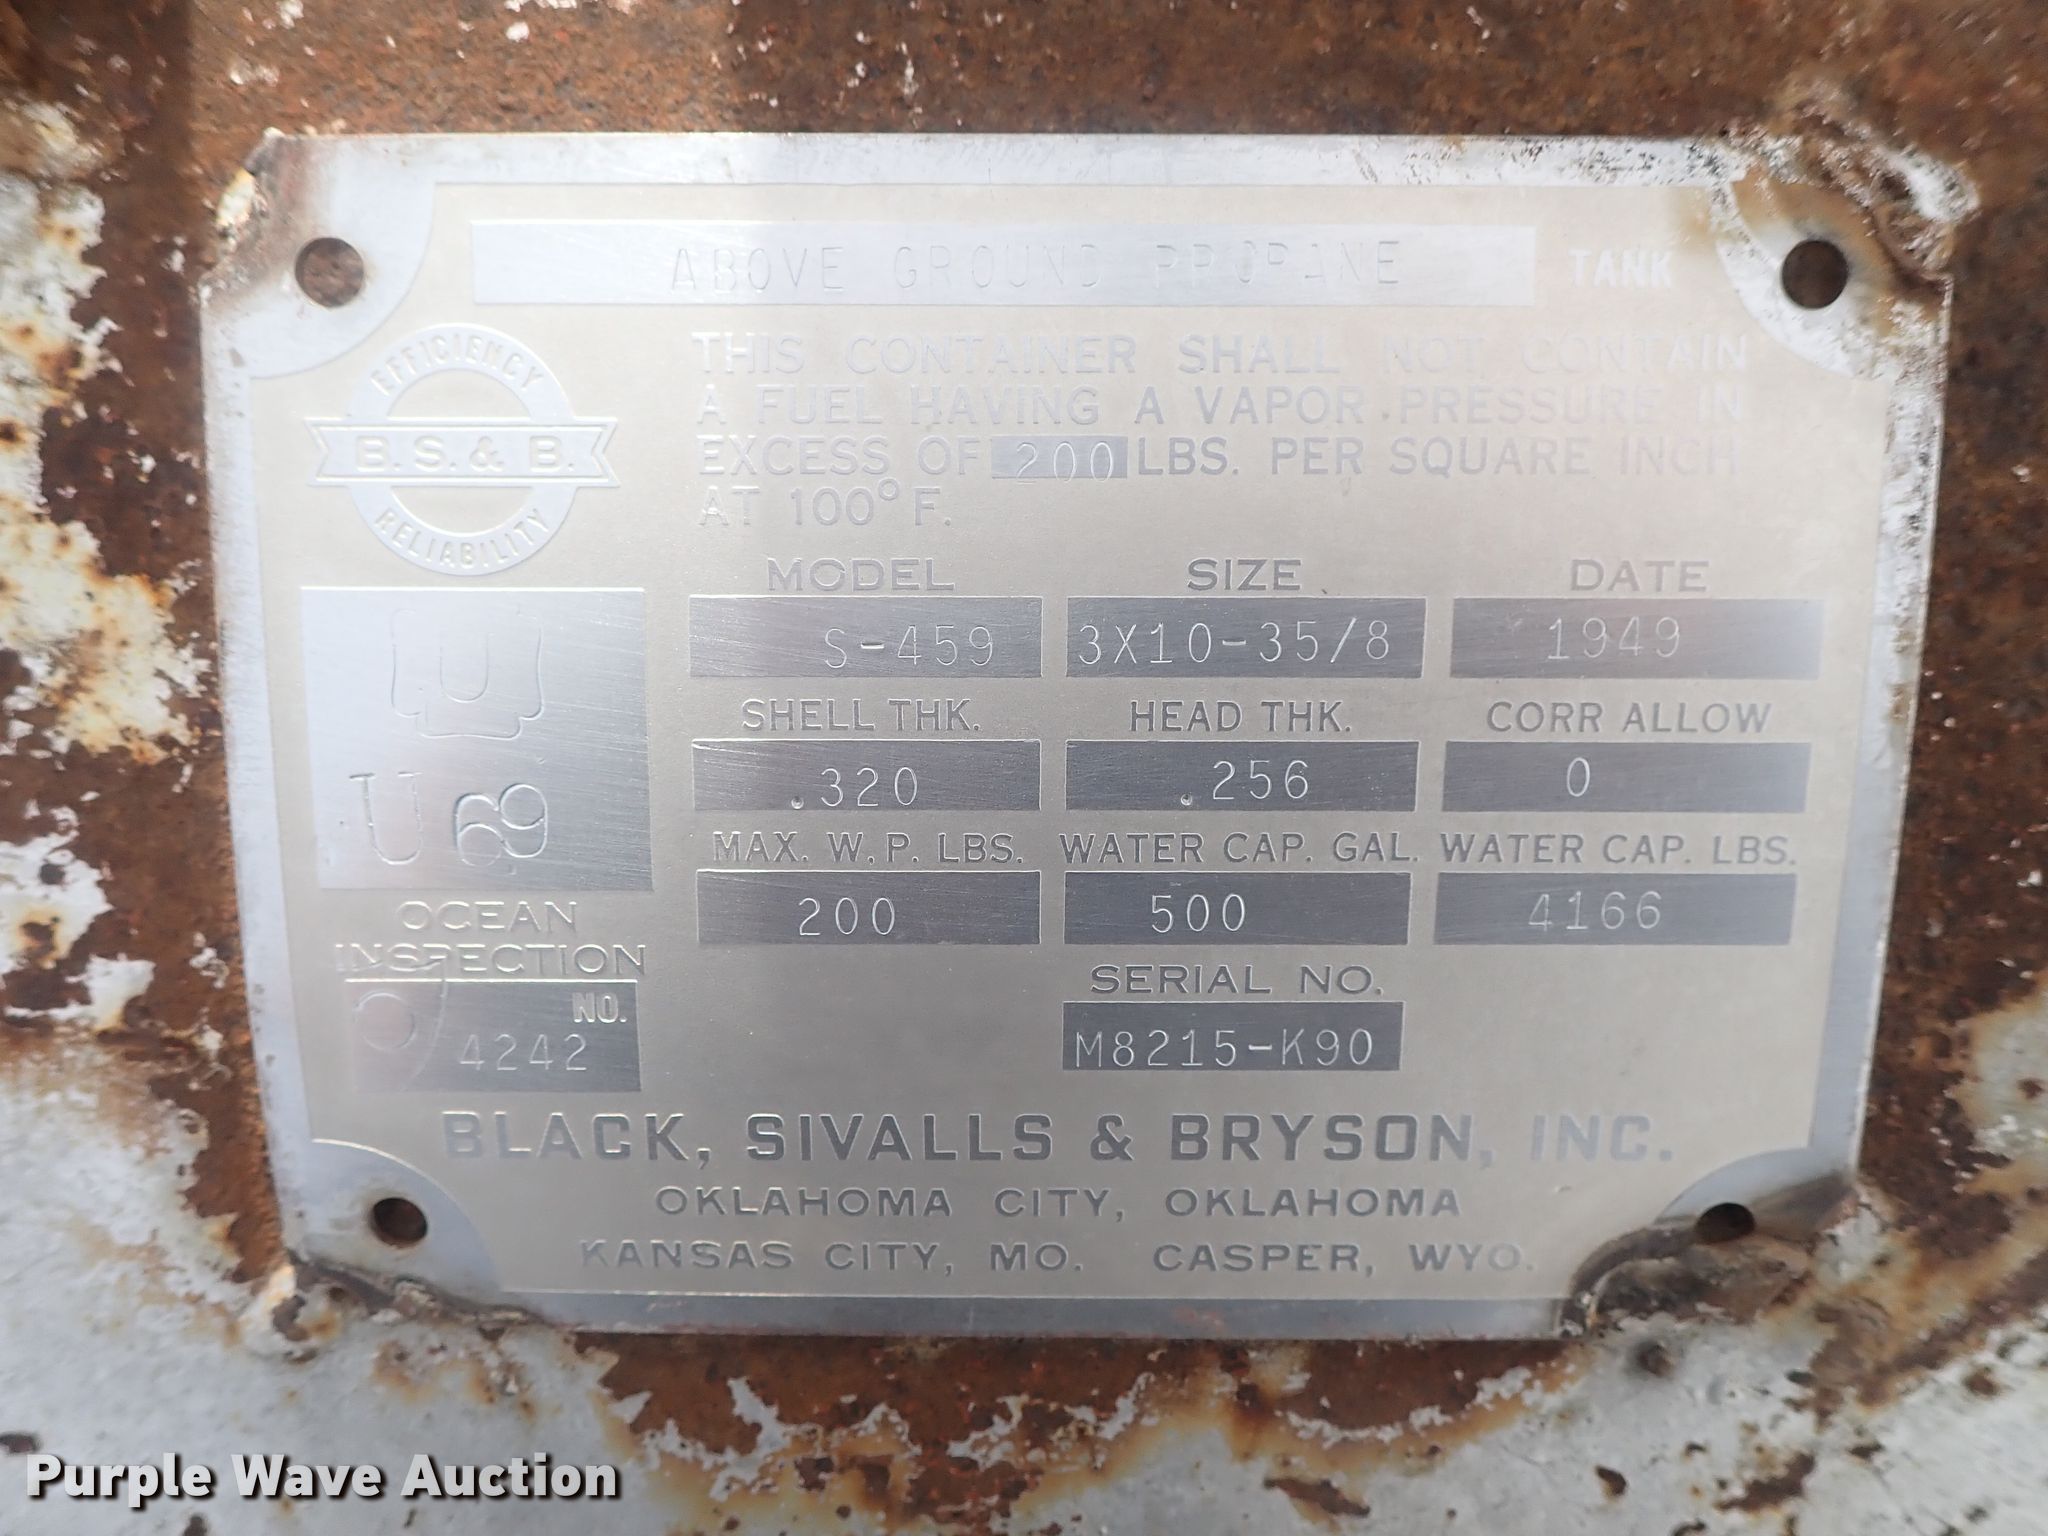 ABOVE GROUND PROPANE TANK
EFFICIENCY
B. S. & B.
RELIABILITY
THIS CONTAINER SHALL NOT CONTAIN
A FUEL HAVING A VAPOR PRESSURE IN
EXCESS OF 200 LBS. PER SQUARE INCH
AT 100° F.
MODEL SIZE DATE
S-459 3X10-35/8 1949
U
SHELL THK. HEAD THK. CORR ALLOW
.320 .256 0
U 69
MAX. W.P. LBS. WATER CAP. GAL. WATER CAP. LBS.
200 500 4166
OCEAN
INSPECTION
NO.
4242
SERIAL NO.
M8215-K90
BLACK, SIVALLS & BRYSON, INC.
OKLAHOMA CITY, OKLAHOMA
KANSAS CITY, MO. CASPER, WYO.
Purple Wave Auction